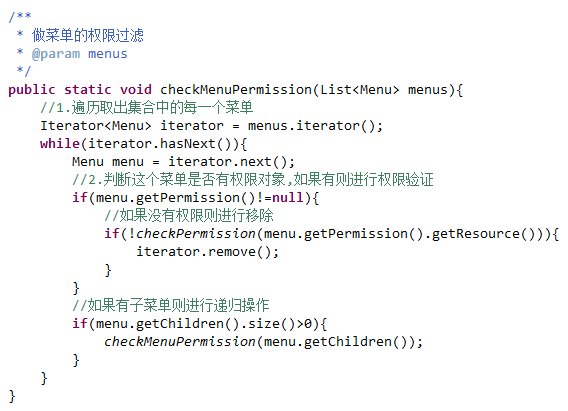 /**
 * 做菜单的权限过滤
 * @param menus
 */
public static void checkMenuPermission(List<Menu> menus){
    //1.遍历取出集合中的每一个菜单
    Iterator<Menu> iterator = menus.iterator();
    while(iterator.hasNext()){
        Menu menu = iterator.next();
        //2.判断这个菜单是否有权限对象,如果有则进行权限验证
        if(menu.getPermission()!=null){
            //如果没有权限则进行移除
            if(!checkPermission(menu.getPermission().getResource())){
                iterator.remove();
            }
        }
        //如果有子菜单则进行递归操作
        if(menu.getChildren().size()>0){
            checkMenuPermission(menu.getChildren());
        }
    }
}